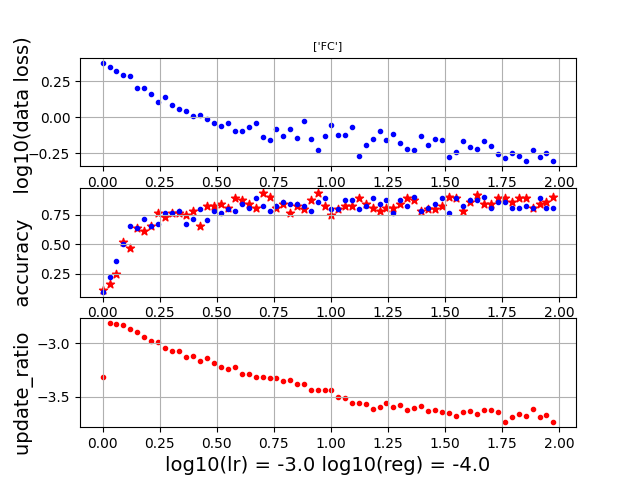 ['FC']
log10(data loss)
0.25
0.00
−0.25
0.00 0.25 0.50 0.75 1.00 1.25 1.50 1.75 2.00
accuracy
0.75
0.50
0.25
0.00 0.25 0.50 0.75 1.00 1.25 1.50 1.75 2.00
update_ratio
−3.0
−3.5
0.00 0.25 0.50 0.75 1.00 1.25 1.50 1.75 2.00
log10(lr) = -3.0 log10(reg) = -4.0